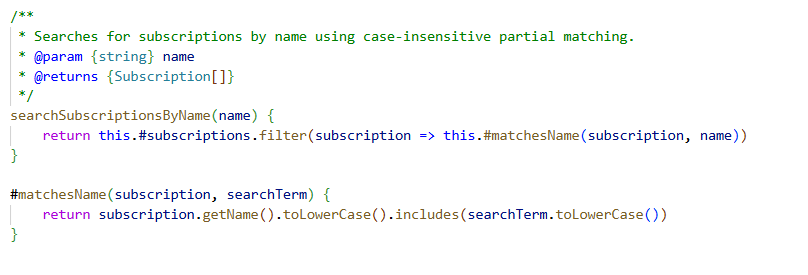 /**
* Searches for subscriptions by name using case-insensitive partial matching.
* @param {string} name
* @returns {Subscription[]}
*/
searchSubscriptionsByName(name) {
return this.#subscriptions.filter(subscription => this.#matchesName(subscription, name))
}
#matchesName(subscription, searchTerm) {
return subscription.getName().toLowerCase().includes(searchTerm.toLowerCase())
}